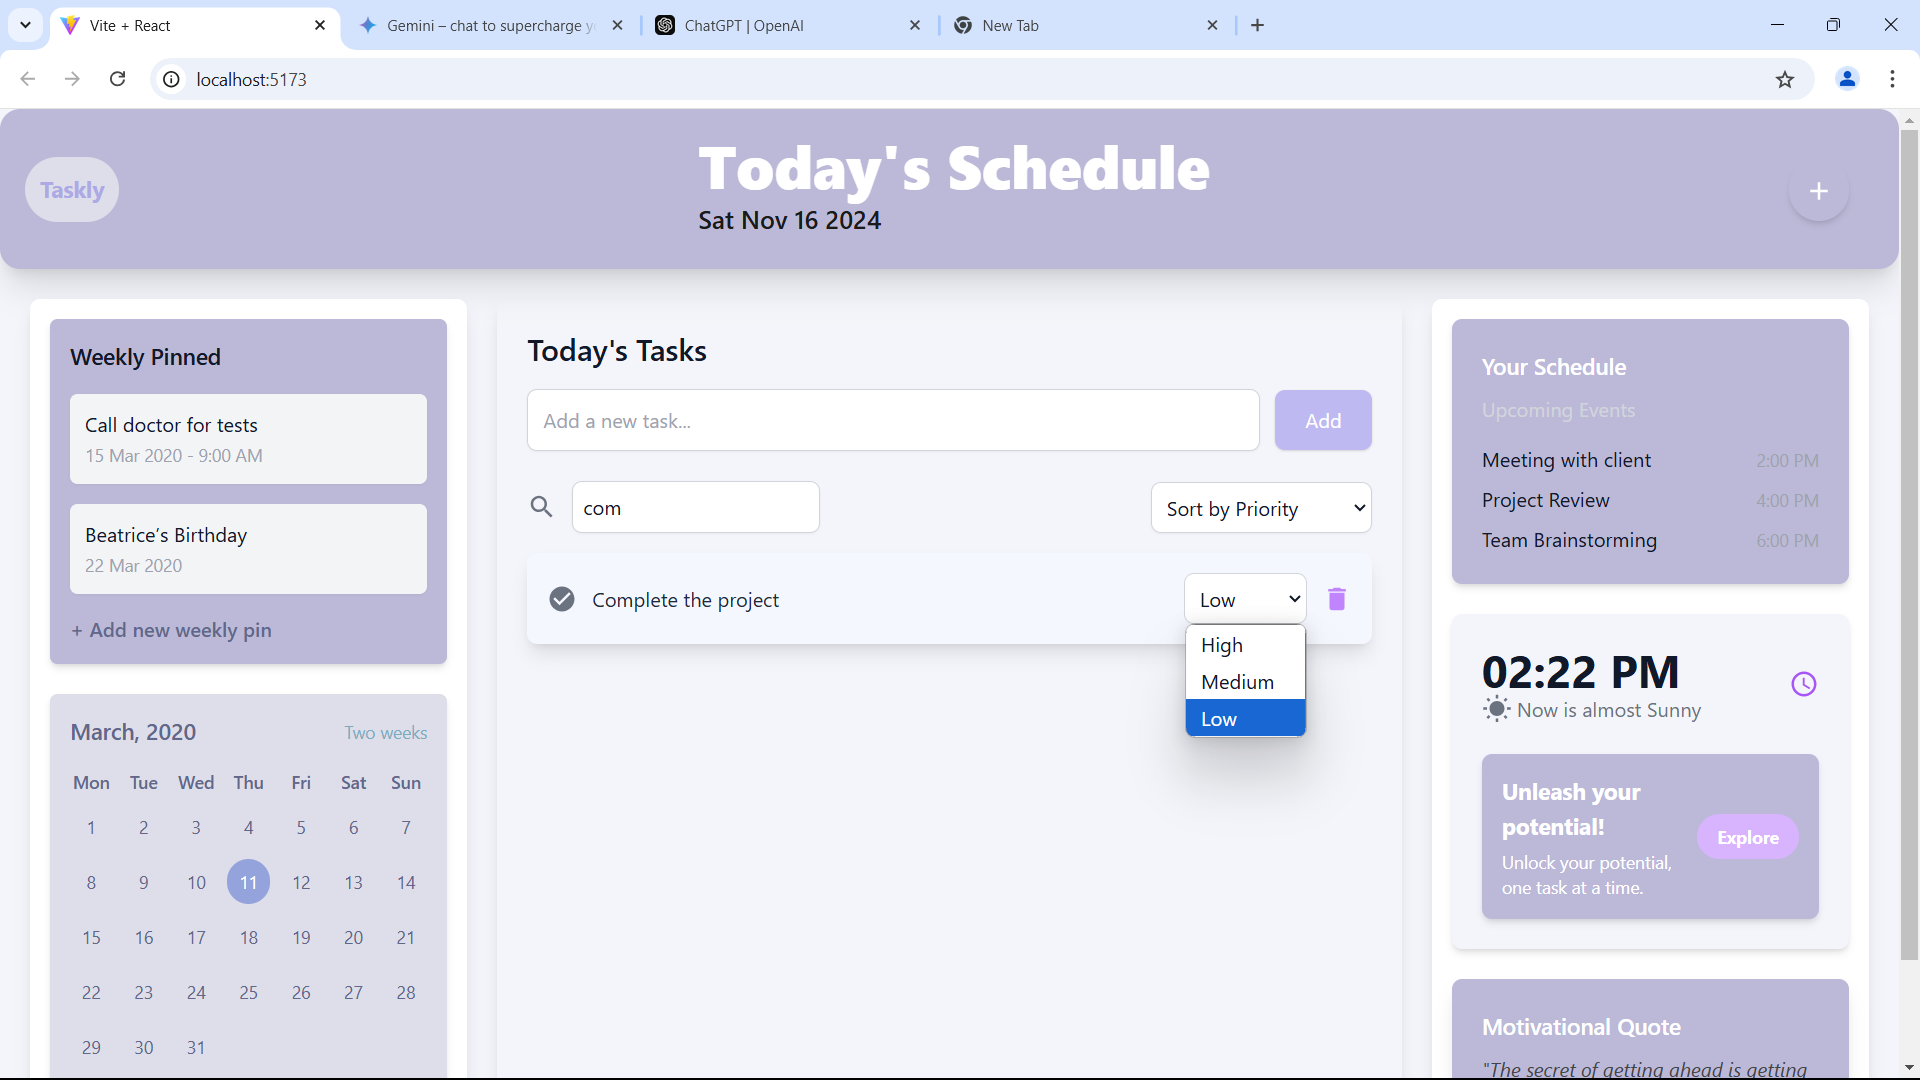 Vite + React
Gemini – chat to supercharge y
ChatGPT | OpenAI
New Tab
localhost:5173
Taskly
Today's Schedule
Sat Nov 16 2024
+
Weekly Pinned
Call doctor for tests
15 Mar 2020 - 9:00 AM
Beatrice’s Birthday
22 Mar 2020
+ Add new weekly pin
March, 2020 Two weeks
Mon Tue Wed Thu Fri Sat Sun
1 2 3 4 5 6 7
8 9 10 11 12 13 14
15 16 17 18 19 20 21
22 23 24 25 26 27 28
29 30 31
Today's Tasks
Add a new task...
Add
com
Sort by Priority
Complete the project
Low
High
Medium
Low
Your Schedule
Upcoming Events
Meeting with client 2:00 PM
Project Review 4:00 PM
Team Brainstorming 6:00 PM
02:22 PM
Now is almost Sunny
Unleash your
potential!
Unlock your potential,
one task at a time.
Explore
Motivational Quote
"The secret of getting ahead is getting